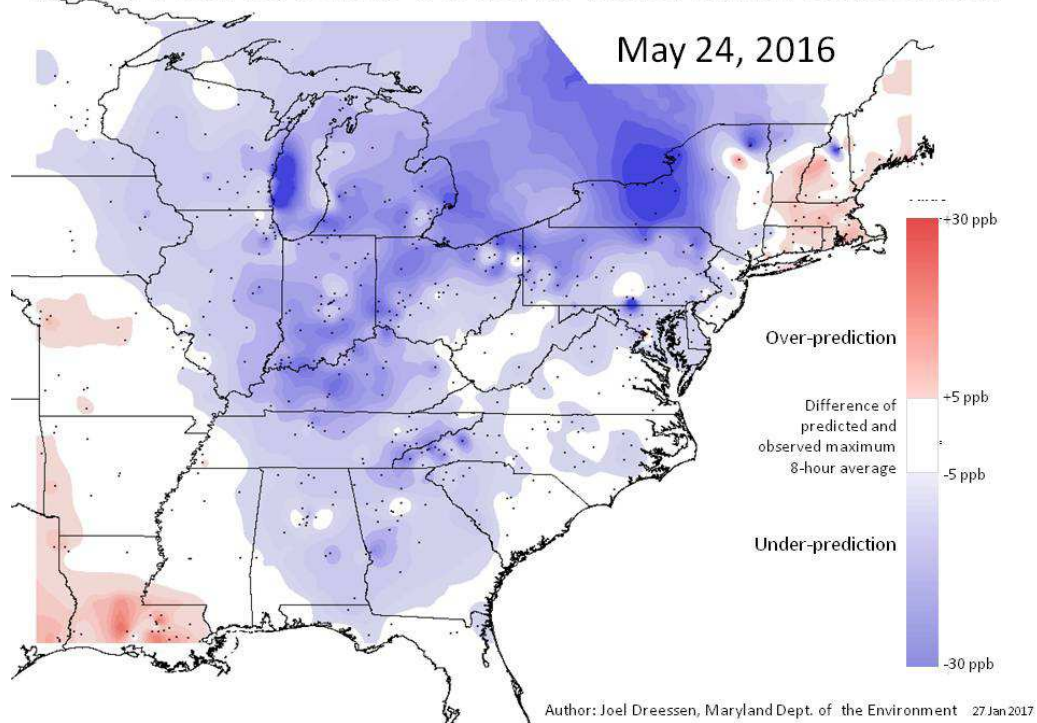 May 24, 2016
+30 ppb
Over-prediction
+5 ppb
Difference of
predicted and
observed maximum
8-hour average
-5 ppb
Under-prediction
-30 ppb
Author: Joel Dreessen, Maryland Dept. of the Environment 27 Jan 2017